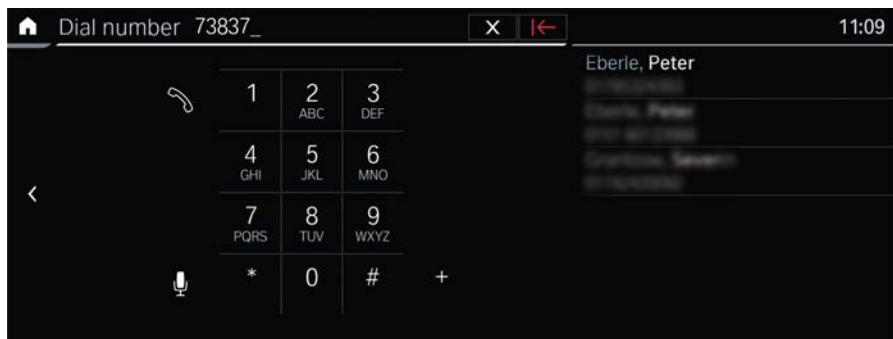 Dial number 73837_ X 11:09
Eberle, Peter
1 2 3
ABC DEF
4 5 6
GHI JKL MNO
7 8 9
PQRS TUV WXYZ
* 0 # +